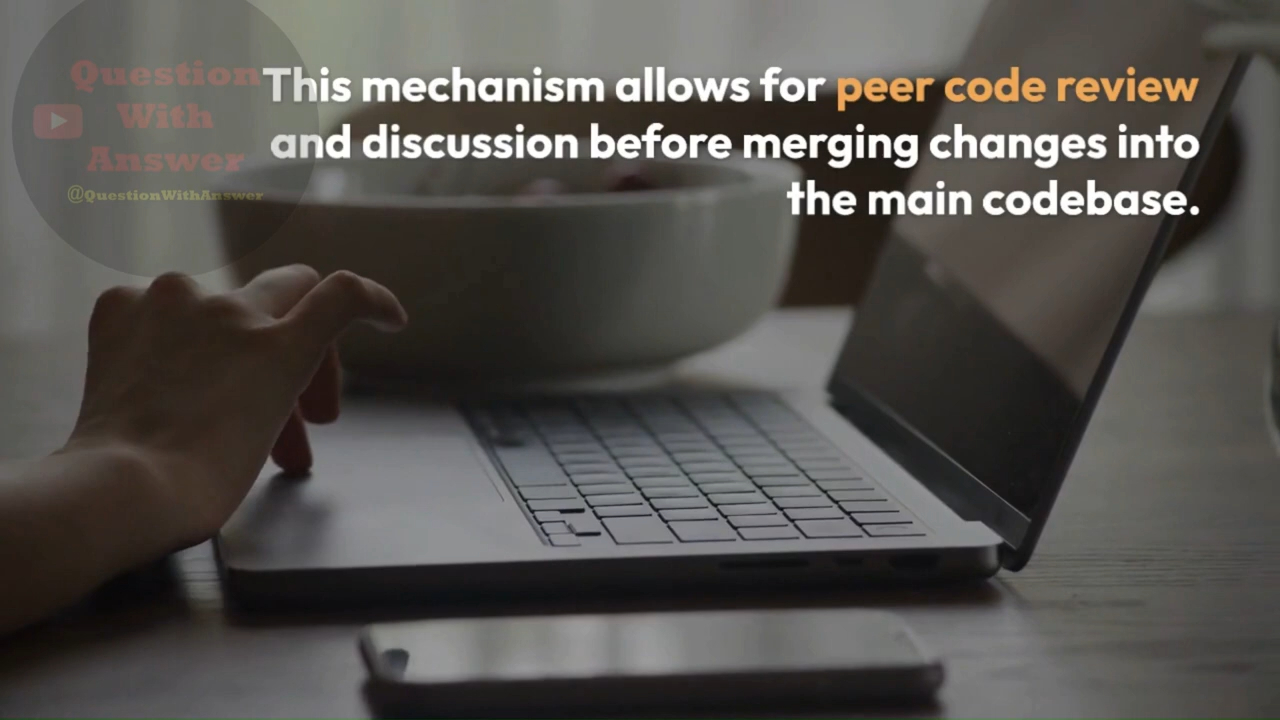 Question
With
Answer
@QuestionWithAnswer
This mechanism allows for peer code review
and discussion before merging changes into
the main codebase.